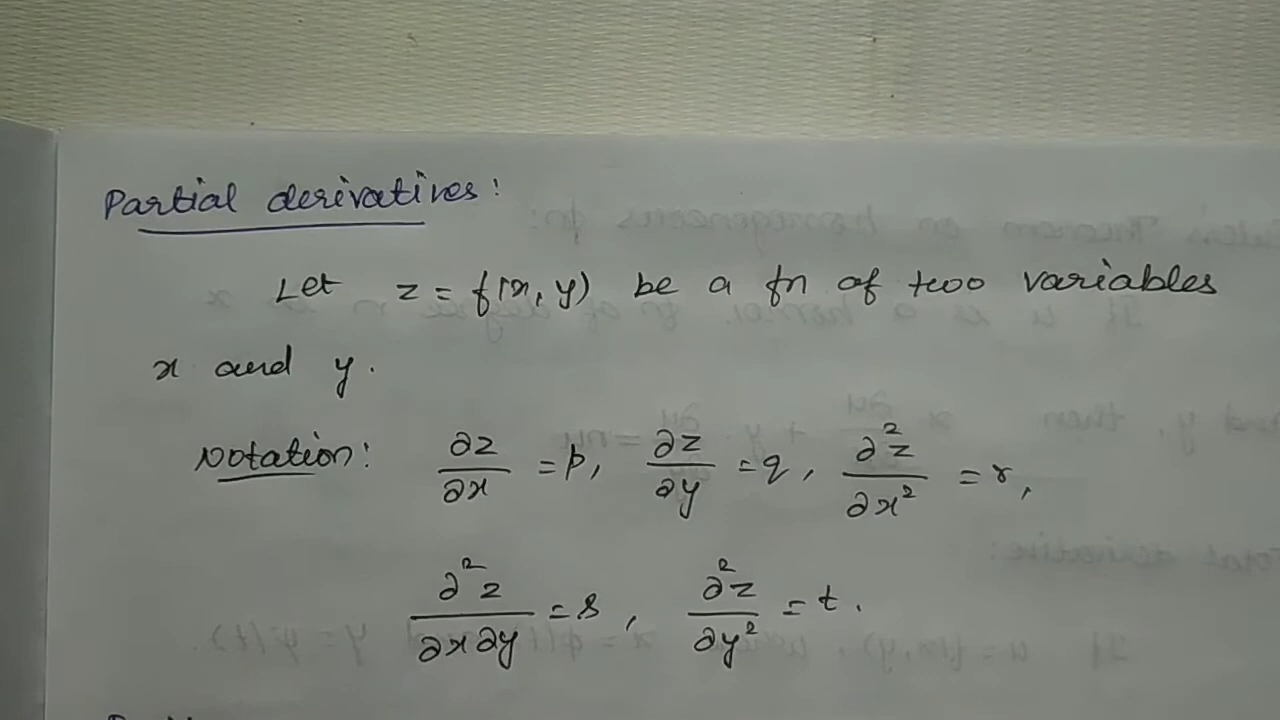 Partial derivatives:
Let z = f(x, y) be a fn of two variables
x and y.
Notation: ∂z/∂x = p, ∂z/∂y = q, ∂²z/∂x² = r,
∂²z/∂x∂y = s, ∂²z/∂y² = t.